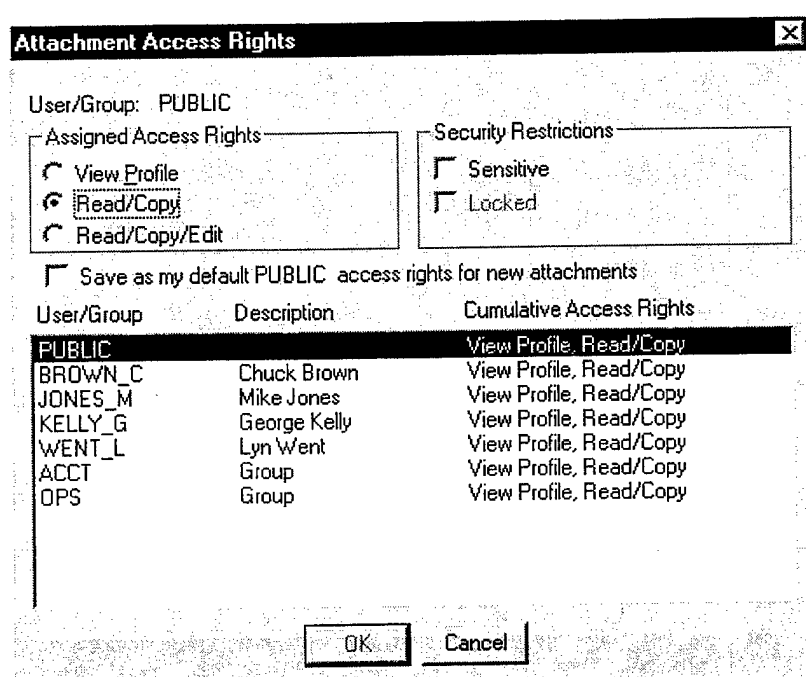 Attachment Access Rights
User/Group: PUBLIC
Assigned Access Rights
View Profile
Read/Copy
Read/Copy/Edit
Security Restrictions
Sensitive
Locked
Save as my default PUBLIC access rights for new attachments
User/Group Description Cumulative Access Rights
PUBLIC View Profile, Read/Copy
BROWN_C Chuck Brown View Profile, Read/Copy
JONES_M Mike Jones View Profile, Read/Copy
KELLY_G George Kelly View Profile, Read/Copy
WENT_L Lyn Went View Profile, Read/Copy
ACCT Group View Profile, Read/Copy
OPS Group View Profile, Read/Copy
OK Cancel